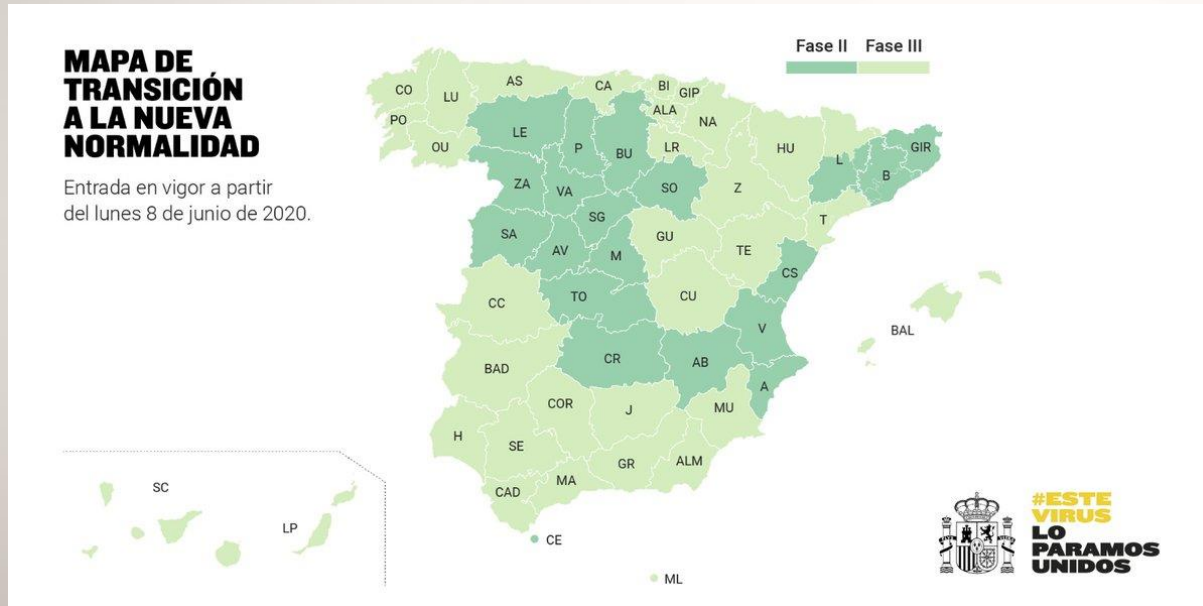 MAPA DE
TRANSICIÓN
A LA NUEVA
NORMALIDAD
Entrada en vigor a partir
del lunes 8 de junio de 2020.
Fase II Fase III
CO
LU
AS
CA
BI
GIP
PO
OU
ALA
NA
LE
P
BU
LR
HU
L
GIR
B
ZA
VA
SO
Z
SG
T
SA
AV
M
GU
TE
CS
CC
TO
CU
V
BAL
BAD
CR
AB
A
COR
J
MU
H
SE
GR
ALM
CAD
MA
SC
LP
CE
ML
#ESTE
VIRUS
LO
PARAMOS
UNIDOS